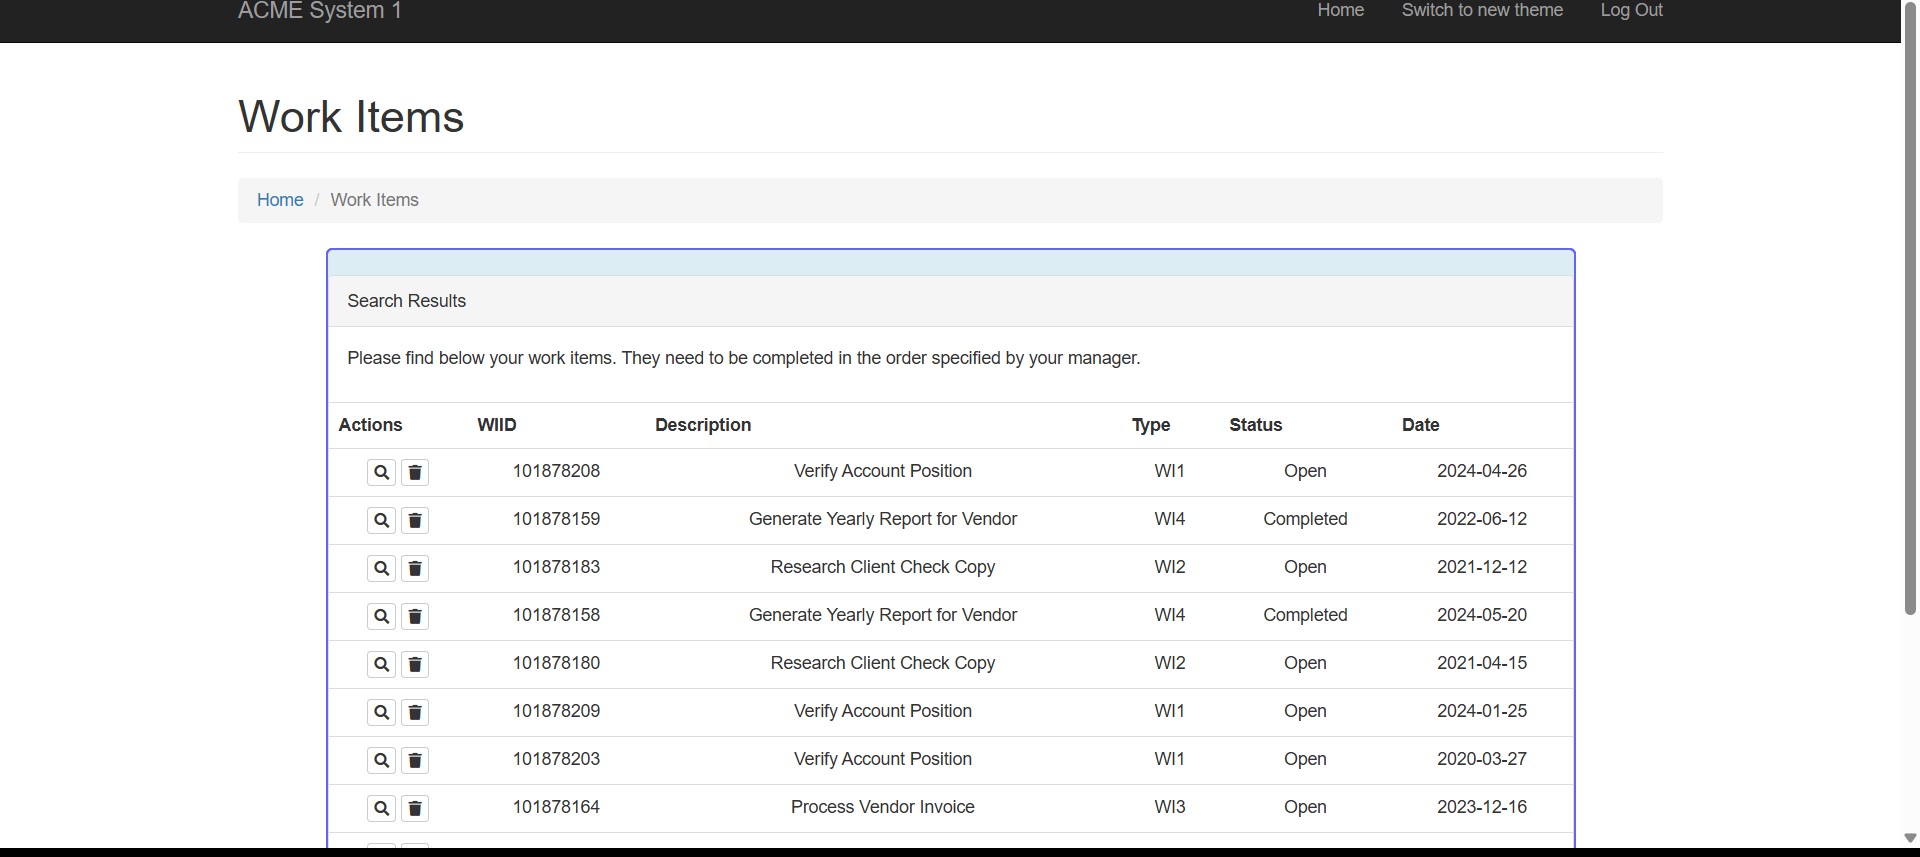 ACME System 1 Home Switch to new theme Log Out
Work Items
Home / Work Items
Search Results
Please find below your work items. They need to be completed in the order specified by your manager.
Actions WIID Description Type Status Date
101878208 Verify Account Position WI1 Open 2024-04-26
101878159 Generate Yearly Report for Vendor WI4 Completed 2022-06-12
101878183 Research Client Check Copy WI2 Open 2021-12-12
101878158 Generate Yearly Report for Vendor WI4 Completed 2024-05-20
101878180 Research Client Check Copy WI2 Open 2021-04-15
101878209 Verify Account Position WI1 Open 2024-01-25
101878203 Verify Account Position WI1 Open 2020-03-27
101878164 Process Vendor Invoice WI3 Open 2023-12-16